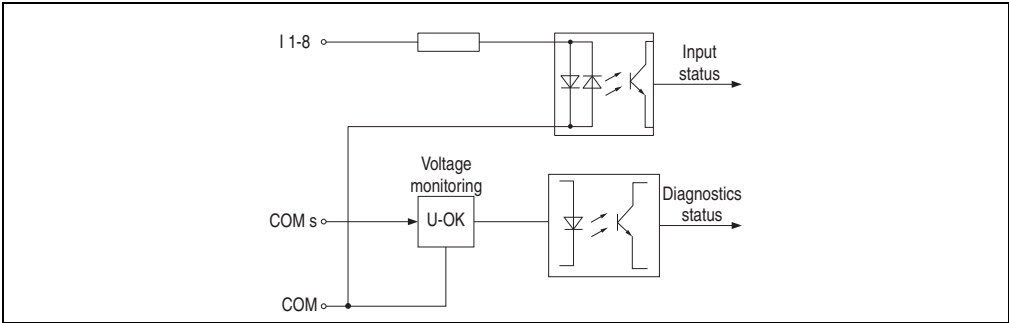 I 1-8
Input
status
Voltage
monitoring
U-OK
Diagnostics
status
COM s
COM